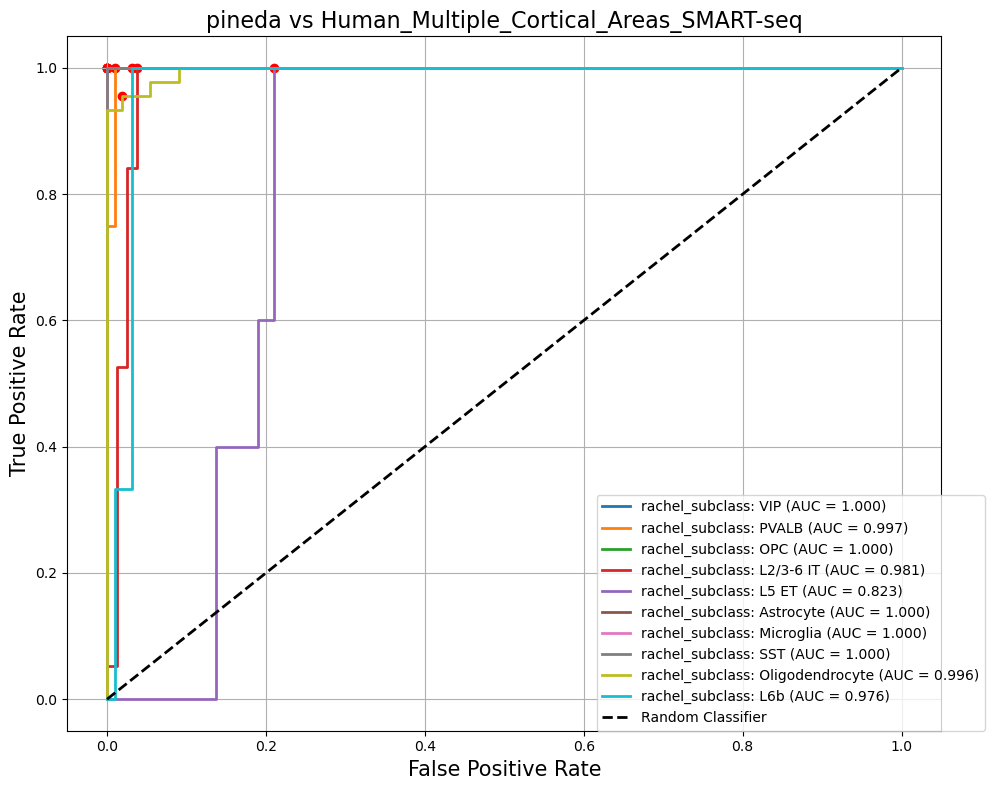 pineda vs Human_Multiple_Cortical_Areas_SMART-seq
True Positive Rate
1.0
0.8
0.6
0.4
0.2
0.0
rachel_subclass: VIP (AUC = 1.000)
rachel_subclass: PVALB (AUC = 0.997)
rachel_subclass: OPC (AUC = 1.000)
rachel_subclass: L2/3-6 IT (AUC = 0.981)
rachel_subclass: L5 ET (AUC = 0.823)
rachel_subclass: Astrocyte (AUC = 1.000)
rachel_subclass: Microglia (AUC = 1.000)
rachel_subclass: SST (AUC = 1.000)
rachel_subclass: Oligodendrocyte (AUC = 0.996)
rachel_subclass: L6b (AUC = 0.976)
Random Classifier
0.0 0.2 0.4 0.6 0.8 1.0
False Positive Rate